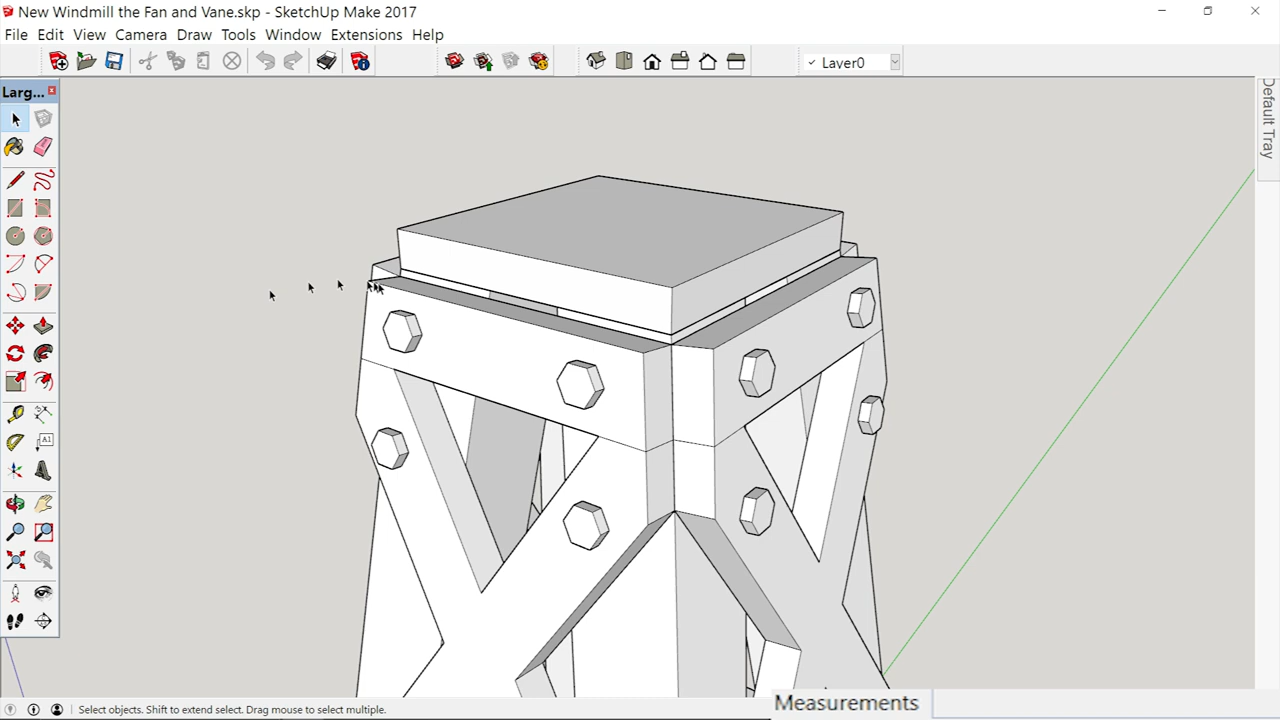 New Windmill the Fan and Vane.skp - SketchUp Make 2017
File Edit View Camera Draw Tools Window Extensions Help
✓ Layer0
Larg...
Default Tray
A1
Select objects. Shift to extend select. Drag mouse to select multiple.
Measurements